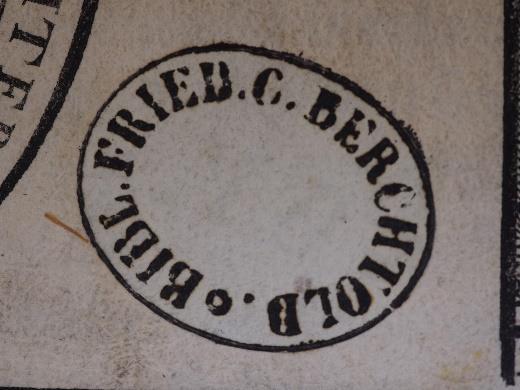 BIBL. FRIED. C. BERCHTOLD.